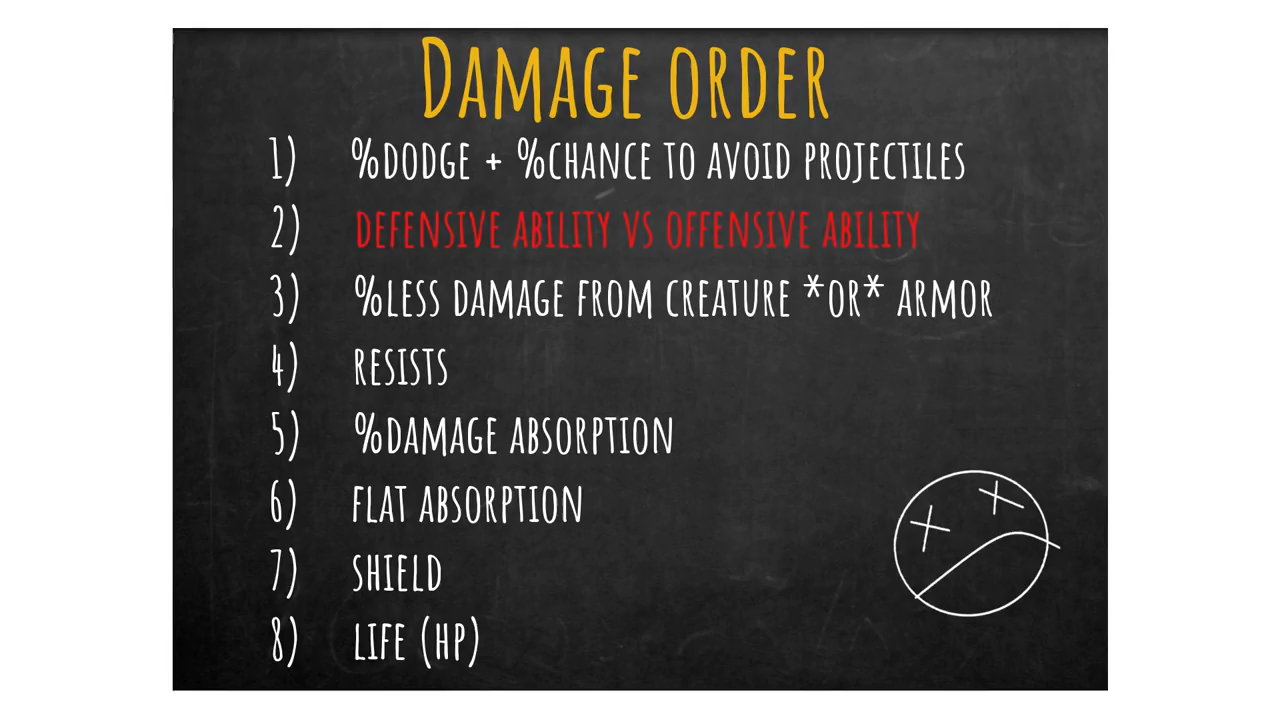 DAMAGE ORDER
1) %DODGE + %CHANCE TO AVOID PROJECTILES
2) DEFENSIVE ABILITY VS OFFENSIVE ABILITY
3) %LESS DAMAGE FROM CREATURE *OR* ARMOR
4) RESISTS
5) %DAMAGE ABSORPTION
6) FLAT ABSORPTION
7) SHIELD
8) LIFE (HP)